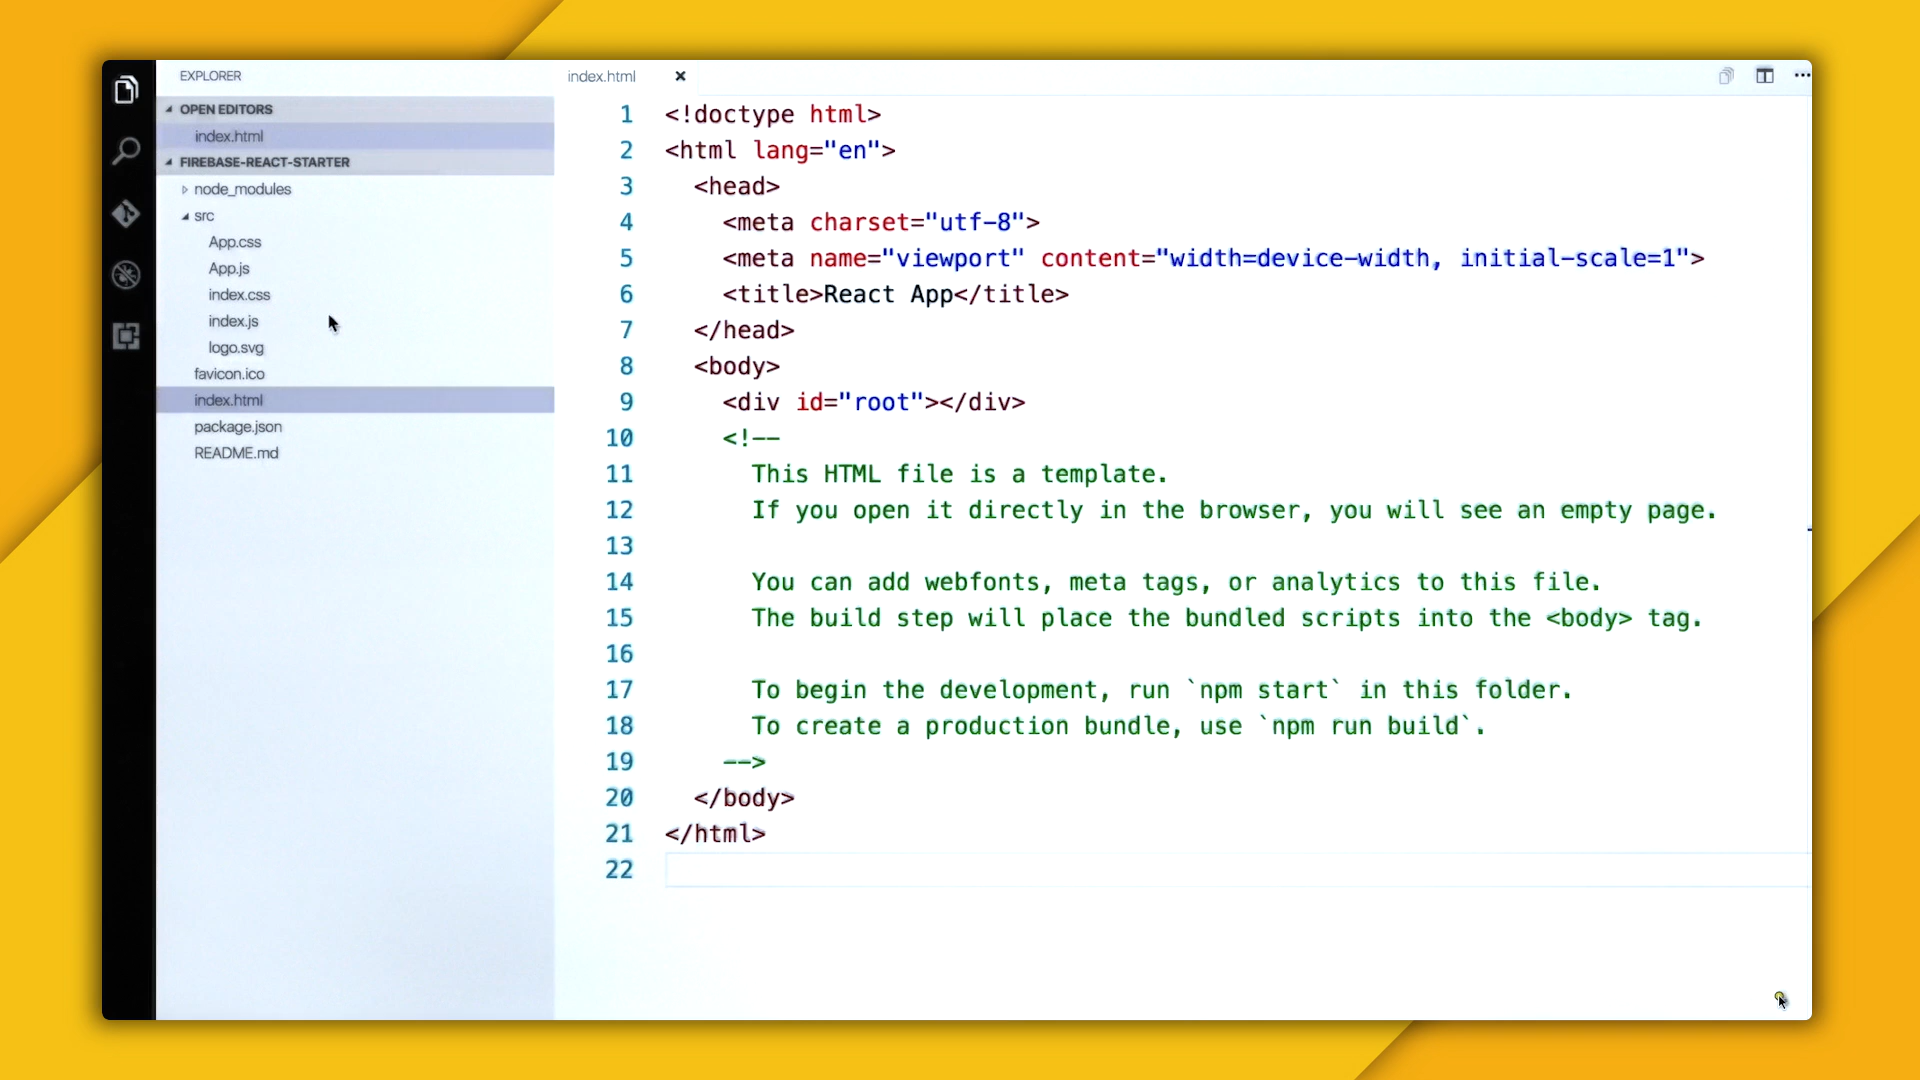 EXPLORER
OPEN EDITORS
index.html
FIREBASE-REACT-STARTER
node_modules
src
App.css
App.js
index.css
index.js
logo.svg
favicon.ico
index.html
package.json
README.md
index.html
1 <!doctype html>
2 <html lang="en">
3 <head>
4 <meta charset="utf-8">
5 <meta name="viewport" content="width=device-width, initial-scale=1">
6 <title>React App</title>
7 </head>
8 <body>
9 <div id="root"></div>
10 <!--
11 This HTML file is a template.
12 If you open it directly in the browser, you will see an empty page.
13
14 You can add webfonts, meta tags, or analytics to this file.
15 The build step will place the bundled scripts into the <body> tag.
16
17 To begin the development, run `npm start` in this folder.
18 To create a production bundle, use `npm run build`.
19 -->
20 </body>
21 </html>
22